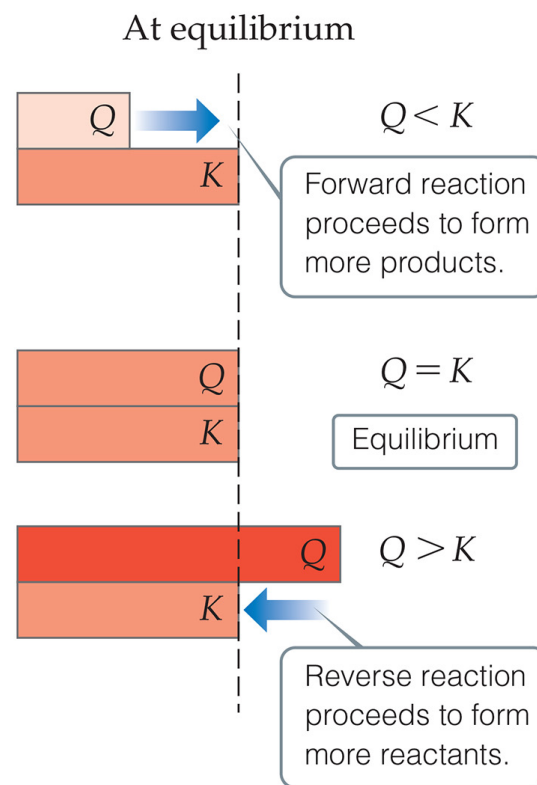 At equilibrium
Q
Q < K
K
Forward reaction
proceeds to form
more products.
Q
Q = K
K
Equilibrium
Q
Q > K
K
Reverse reaction
proceeds to form
more reactants.